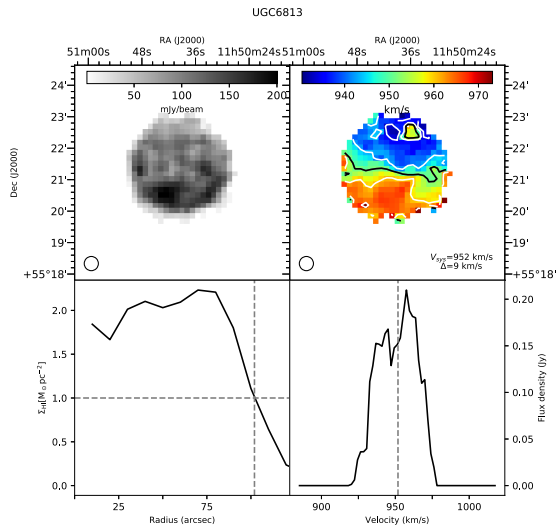 UGC6813
RA (J2000) RA (J2000)
51m00s 48s 36s 11h50m24s 51m00s 48s 36s 11h50m24s
24' 24'
0 50 100 150 200 940 950 960 970
mJy/beam km/s
23' 23'
22' 22'
Dec (J2000)
21' 21'
20' 20'
19' 19'
V_sys=952 km/s
Δ=9 km/s
+55°18' +55°18'
2.0 0.20
1.5 0.15
Σ_HI[M_⊙pc^−2] Flux density (Jy)
1.0 0.10
0.5 0.05
0.0 0.00
25 75 900 950 1000
Radius (arcsec) Velocity (km/s)